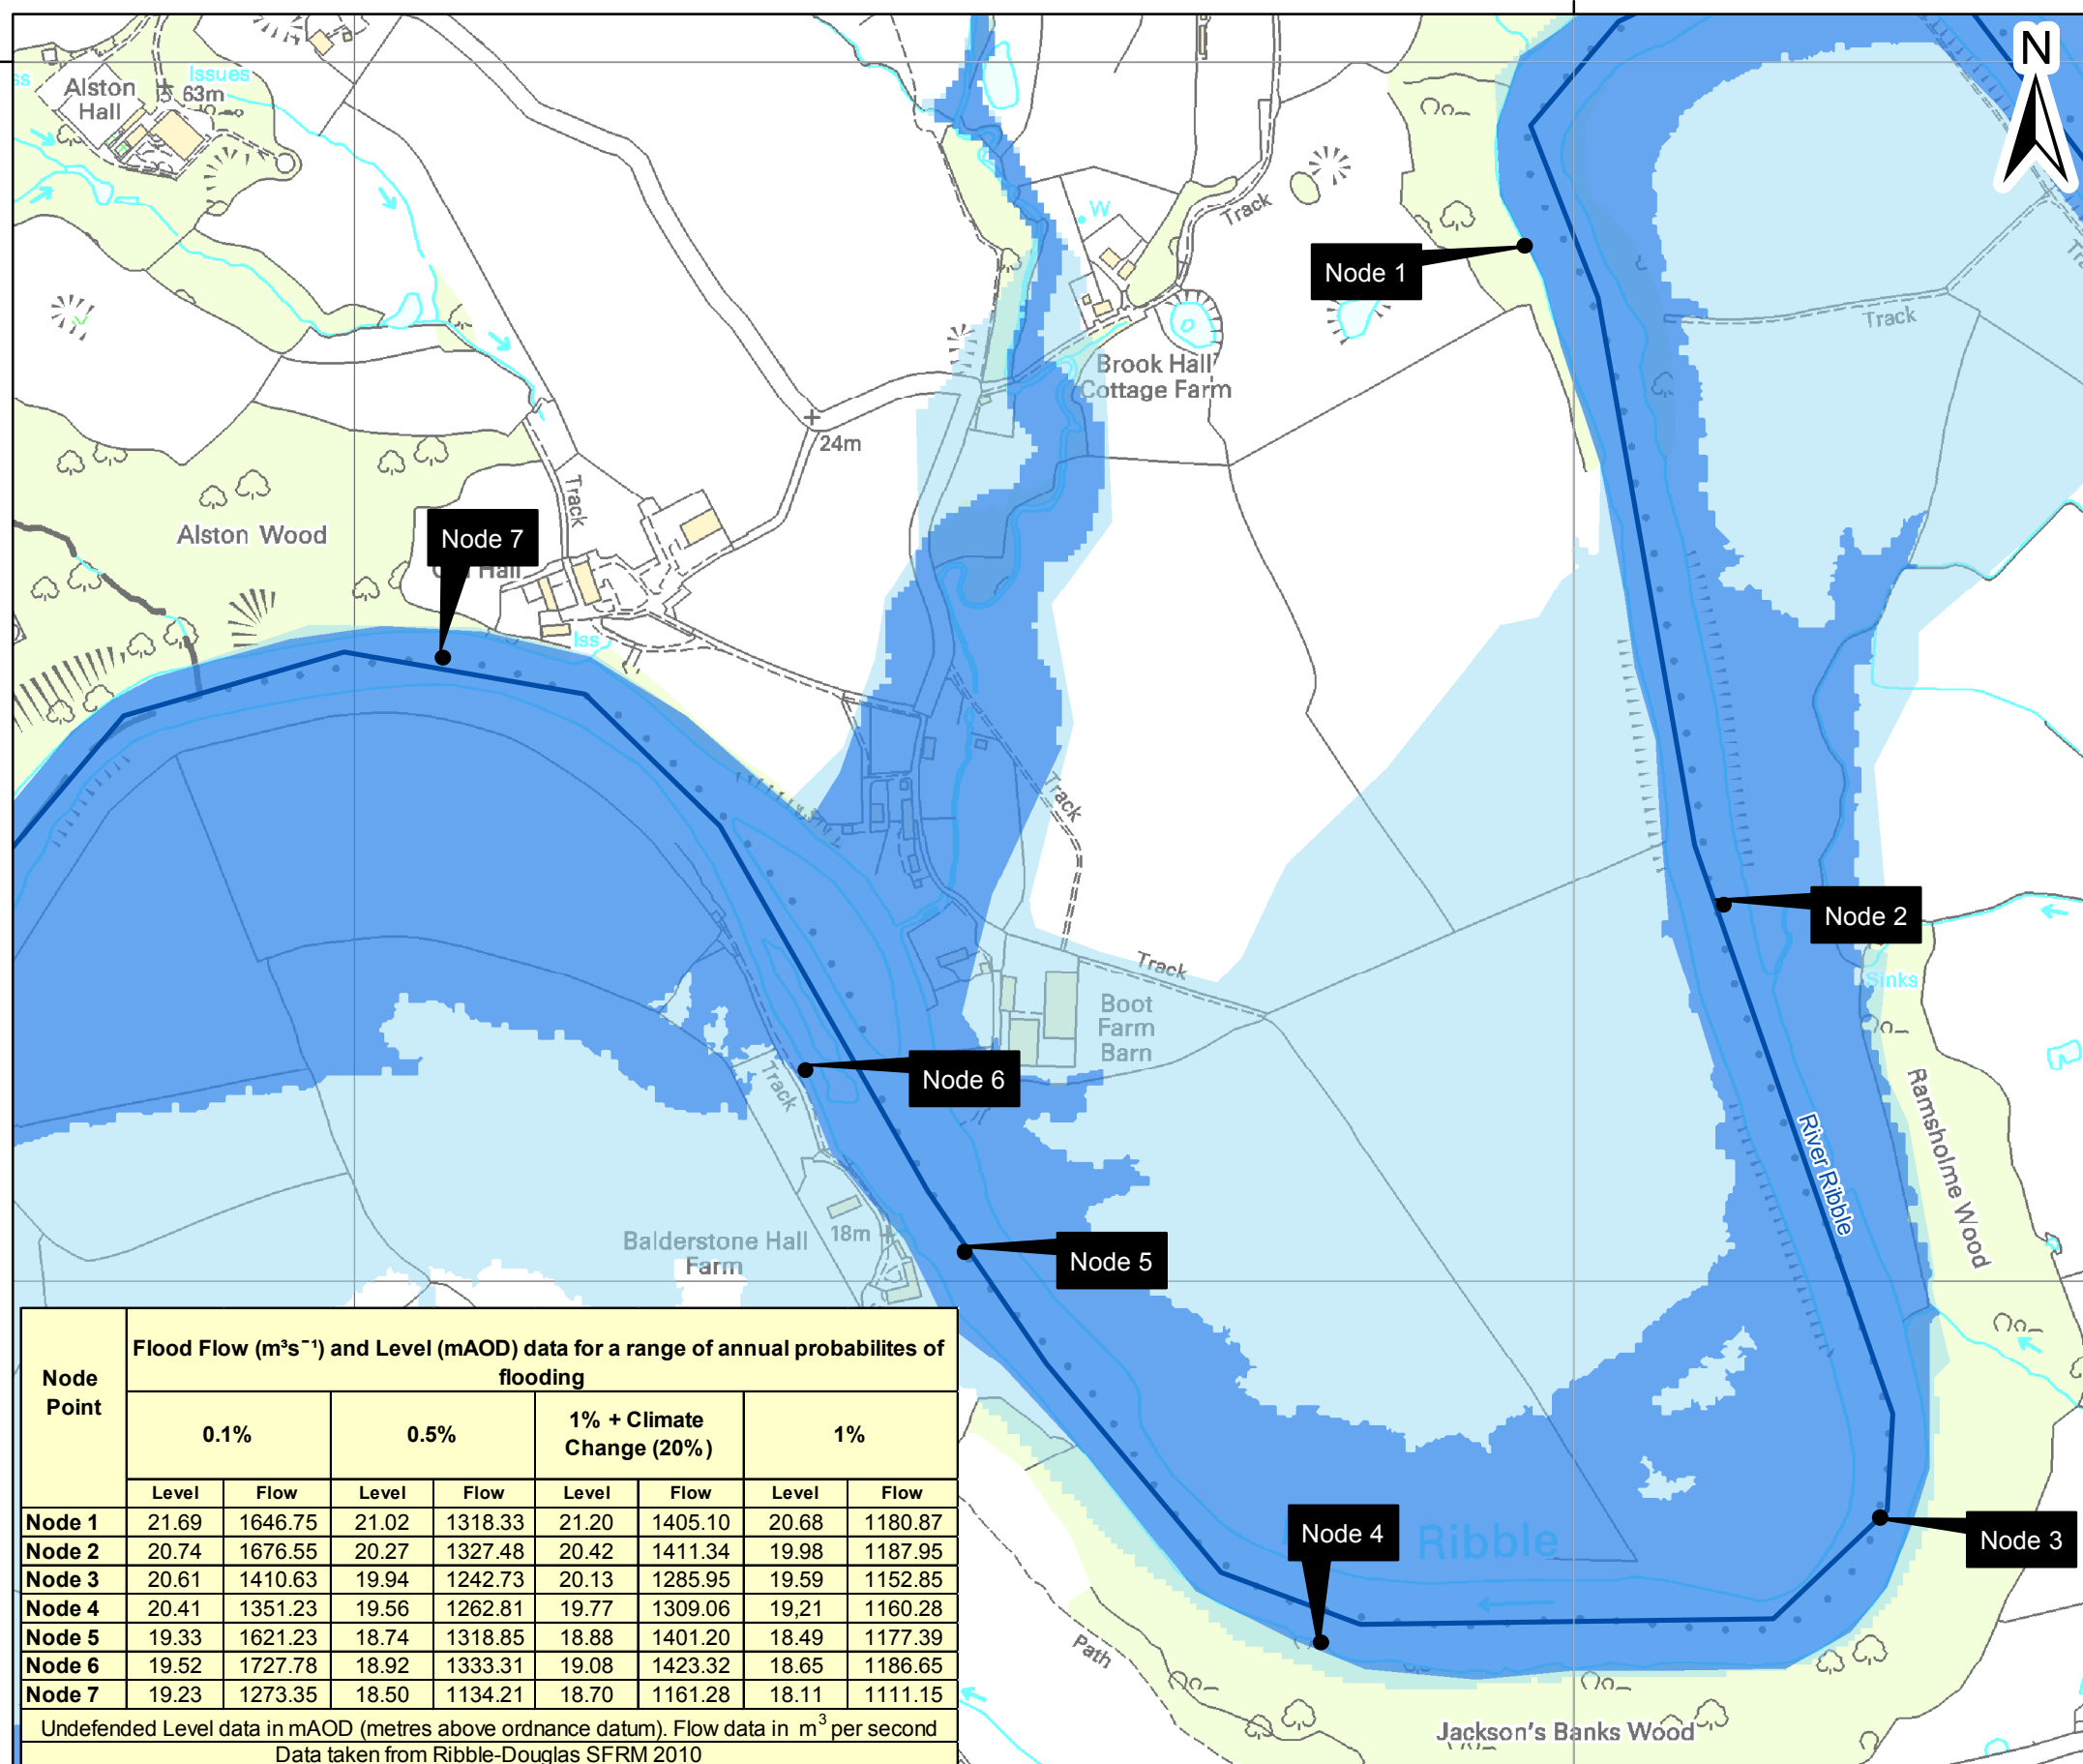 N
Issues
Alston
Hall
63m
W
Track
Node 1
Track
Brook Hall
Cottage Farm
24m
Track
Alston Wood
Node 7
Hall
Iss
Track
Node 2
Sinks
Track
Boot
Farm
Barn
Node 6
Track
Ramsholme Wood
River Ribble
18m
Balderstone Hall
Farm
Node 5
Node Point
Flood Flow (m³s⁻¹) and Level (mAOD) data for a range of annual probabilites of
flooding
0.1% 0.5% 1% + Climate Change (20%) 1%
Level Flow Level Flow Level Flow Level Flow
Node 1 21.69 1646.75 21.02 1318.33 21.20 1405.10 20.68 1180.87
Node 2 20.74 1676.55 20.27 1327.48 20.42 1411.34 19.98 1187.95
Node 3 20.61 1410.63 19.94 1242.73 20.13 1285.95 19.59 1152.85
Node 4 20.41 1351.23 19.56 1262.81 19.77 1309.06 19,21 1160.28
Node 5 19.33 1621.23 18.74 1318.85 18.88 1401.20 18.49 1177.39
Node 6 19.52 1727.78 18.92 1333.31 19.08 1423.32 18.65 1186.65
Node 7 19.23 1273.35 18.50 1134.21 18.70 1161.28 18.11 1111.15
Undefended Level data in mAOD (metres above ordnance datum). Flow data in m³ per second
Data taken from Ribble-Douglas SFRM 2010
Node 4
Ribble
Node 3
Path
Jackson's Banks Wood